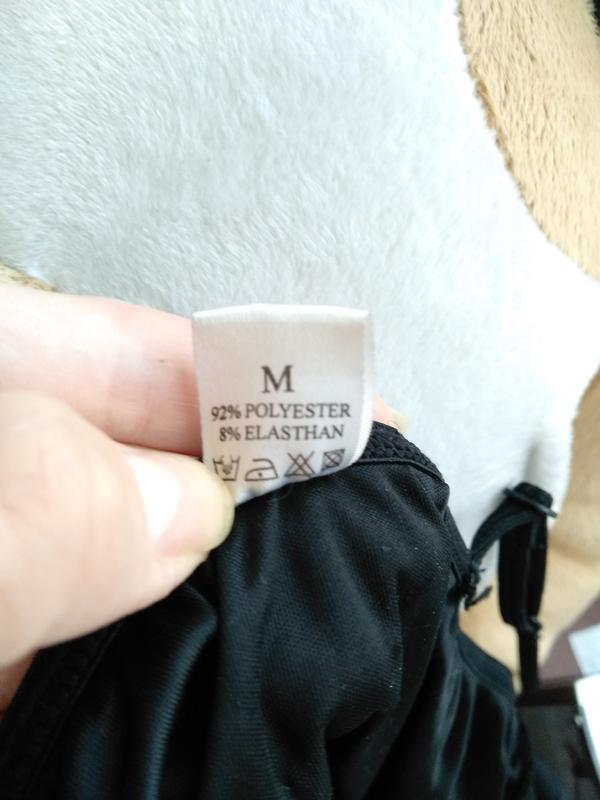 M
92% POLYESTER
8% ELASTHAN